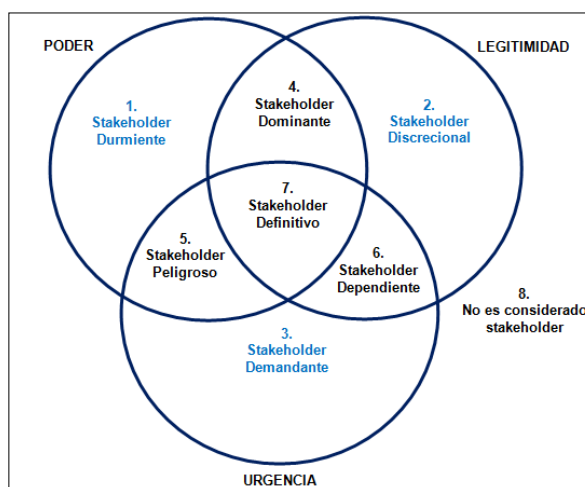 PODER
LEGITIMIDAD
1.
Stakeholder
Durmiente
4.
Stakeholder
Dominante
2.
Stakeholder
Discrecional
7.
Stakeholder
Definitivo
5.
Stakeholder
Peligroso
6.
Stakeholder
Dependiente
8.
No es considerado
stakeholder
3.
Stakeholder
Demandante
URGENCIA